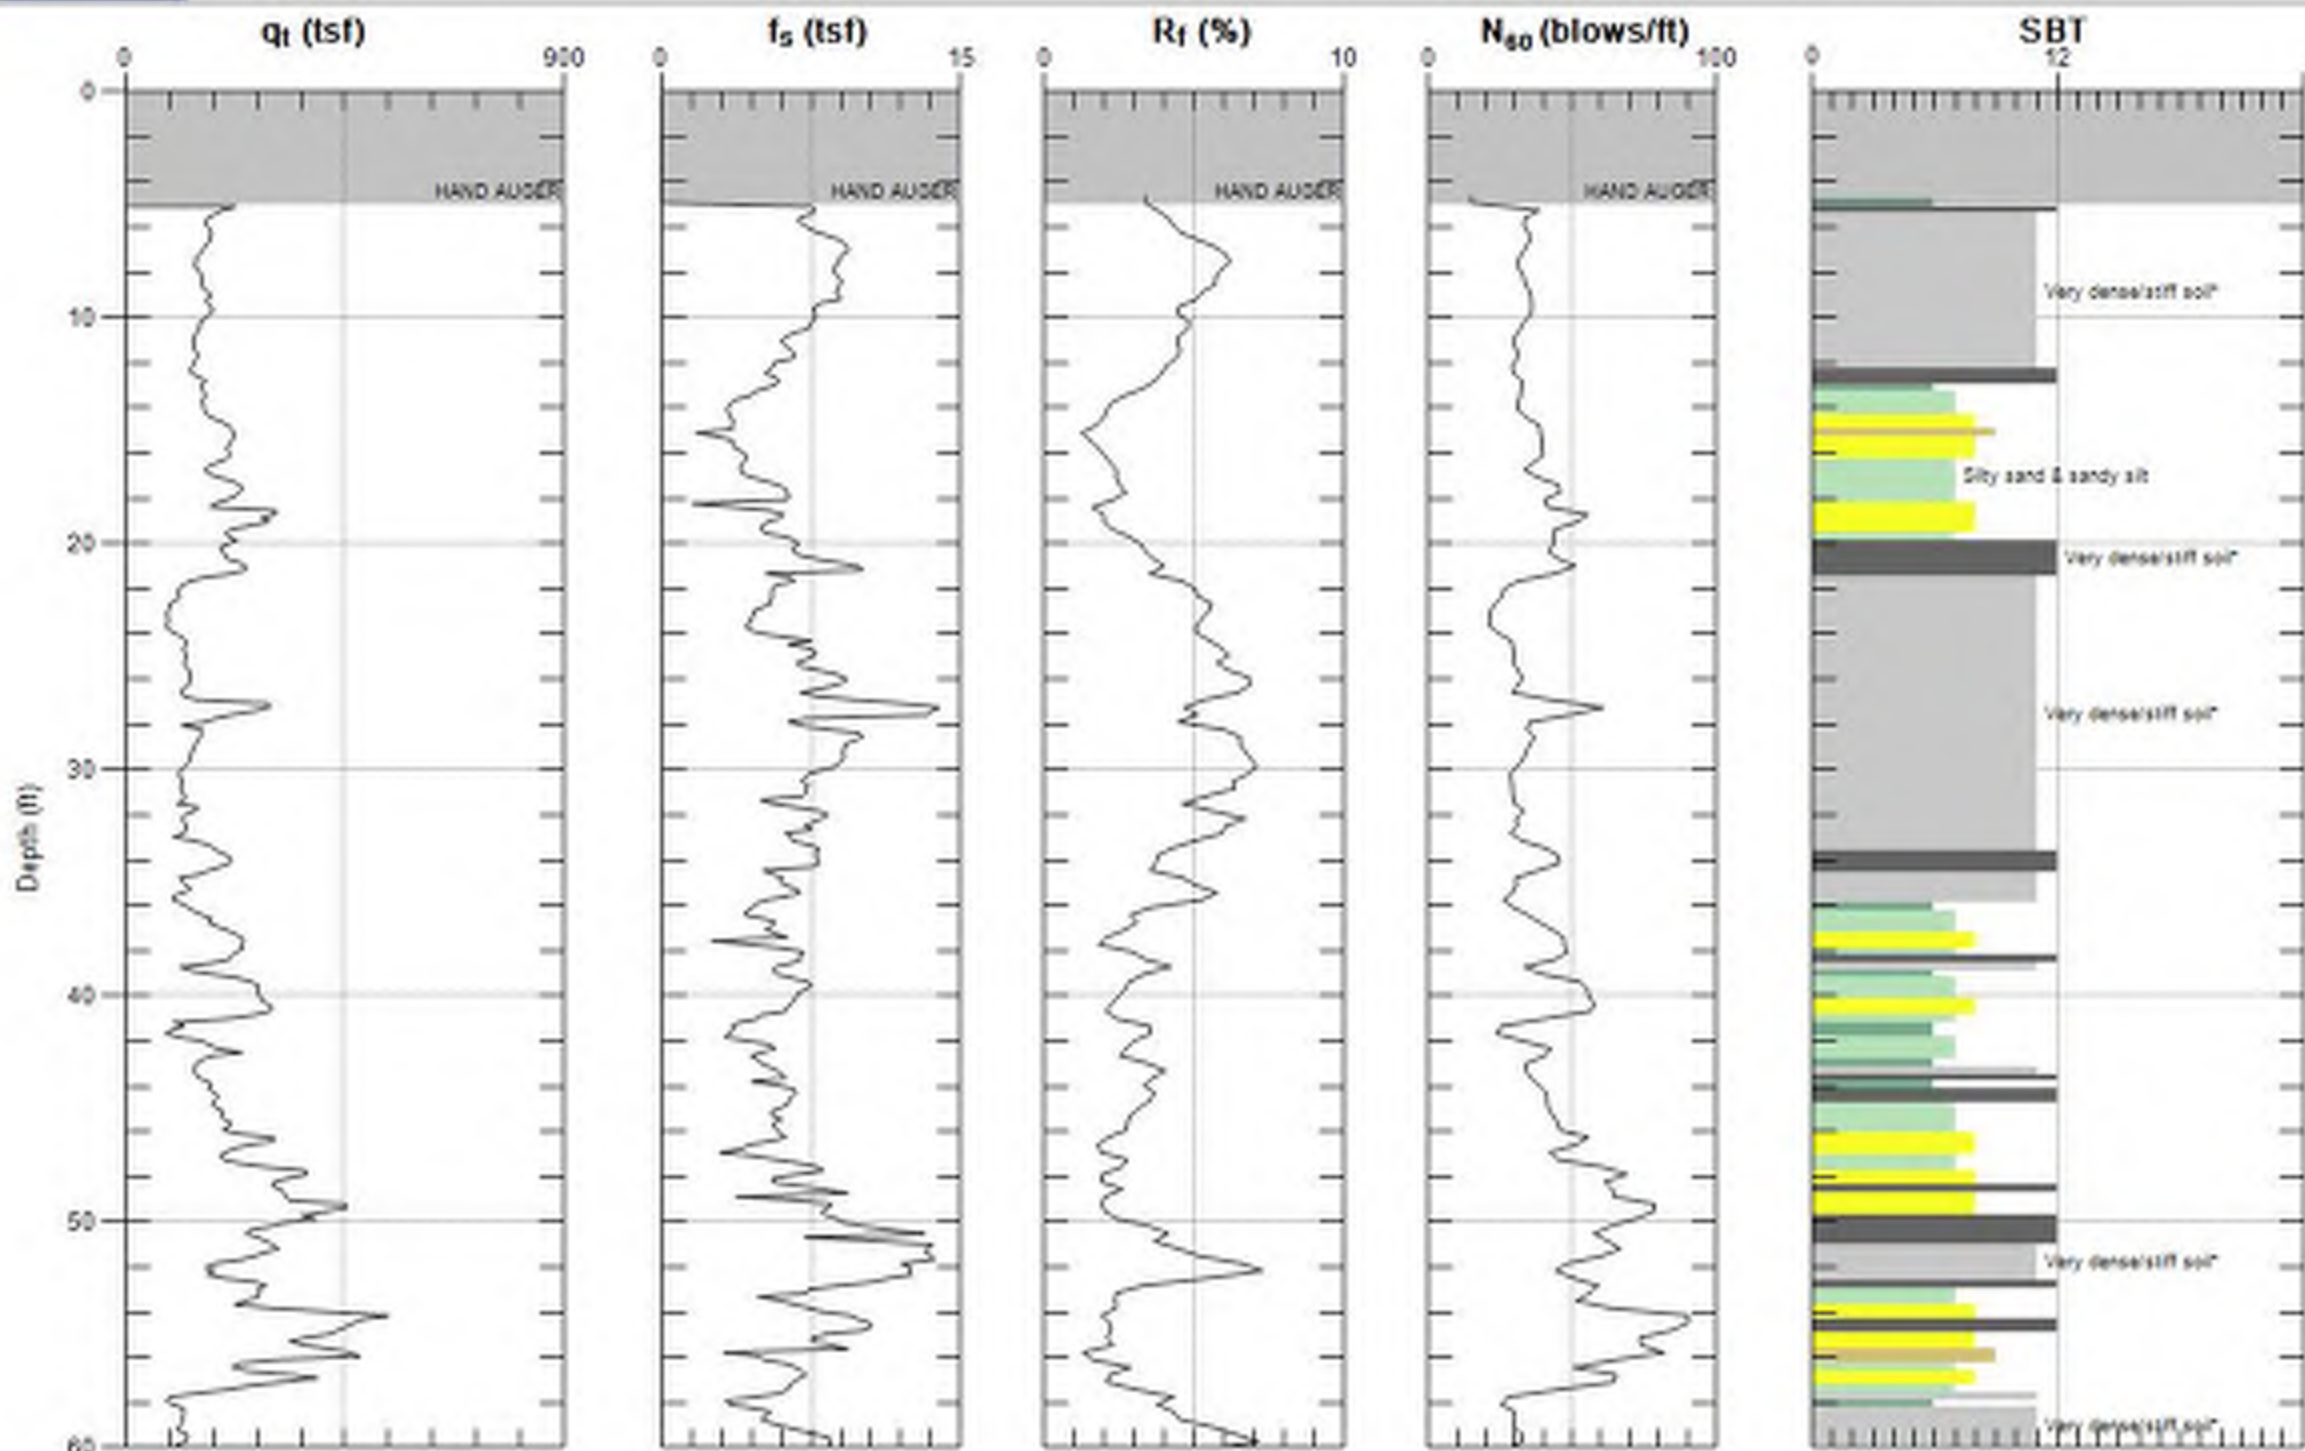 qt (tsf) fs (tsf) Rf (%) N60 (blows/ft) SBT
0 900 0 15 0 10 0 100 0 12
0
HAND AUGER HAND AUGER HAND AUGER HAND AUGER
Very dense/stiff soil*
10
Silty sand & sandy silt
20
Very dense/stiff soil*
Very dense/stiff soil*
30
Depth (ft)
40
50
Very dense/stiff soil*
Very dense/stiff soil*
60